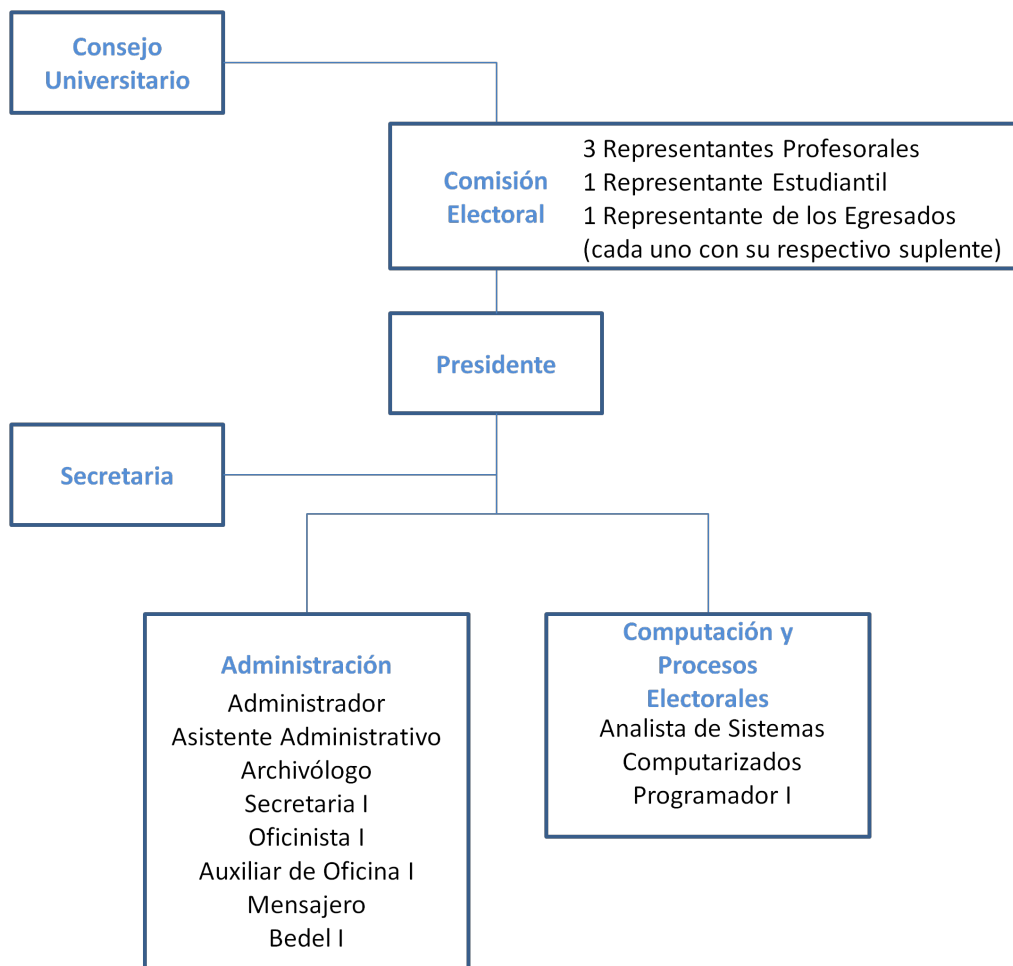 Consejo
Universitario
Comisión
Electoral
3 Representantes Profesorales
1 Representante Estudiantil
1 Representante de los Egresados
(cada uno con su respectivo suplente)
Presidente
Secretaria
Administración
Administrador
Asistente Administrativo
Archivólogo
Secretaria I
Oficinista I
Auxiliar de Oficina I
Mensajero
Bedel I
Computación y
Procesos
Electorales
Analista de Sistemas
Computarizados
Programador I